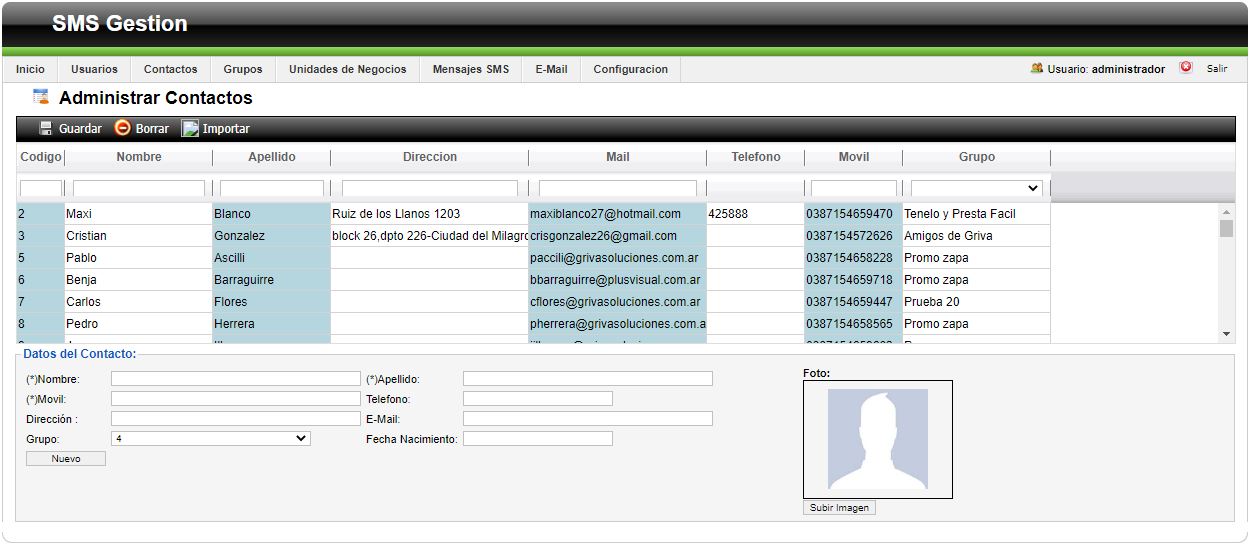 SMS Gestion
Inicio Usuarios Contactos Grupos Unidades de Negocios Mensajes SMS E-Mail Configuracion Usuario: administrador Salir
Administrar Contactos
Guardar Borrar Importar
Codigo Nombre Apellido Direccion Mail Telefono Movil Grupo
2 Maxi Blanco Ruiz de los Llanos 1203 maxiblanco27@hotmail.com 425888 0387154659470 Tenelo y Presta Facil
3 Cristian Gonzalez block 26,dpto 226-Ciudad del Milagro crisgonzalez26@gmail.com 0387154572626 Amigos de Griva
5 Pablo Ascilli paccili@grivasoluciones.com.ar 0387154658228 Promo zapa
6 Benja Barraguirre bbarraguirre@plusvisual.com.ar 0387154659718 Promo zapa
7 Carlos Flores cflores@grivasoluciones.com.ar 0387154659447 Prueba 20
8 Pedro Herrera pherrera@grivasoluciones.com.a 0387154658565 Promo zapa
Datos del Contacto:
(*)Nombre: (*)Apellido: Foto:
(*)Movil: Telefono:
Dirección : E-Mail:
Grupo: 4 Fecha Nacimiento:
Nuevo
Subir Imagen